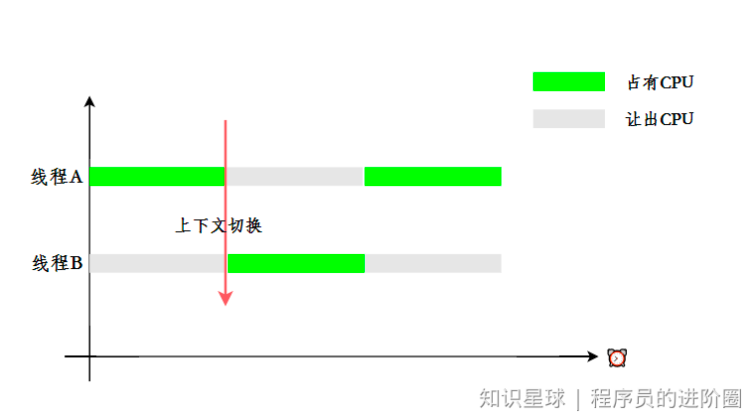 占有CPU
让出CPU
线程A
上下文切换
线程B
知识星球 | 程序员的进阶圈